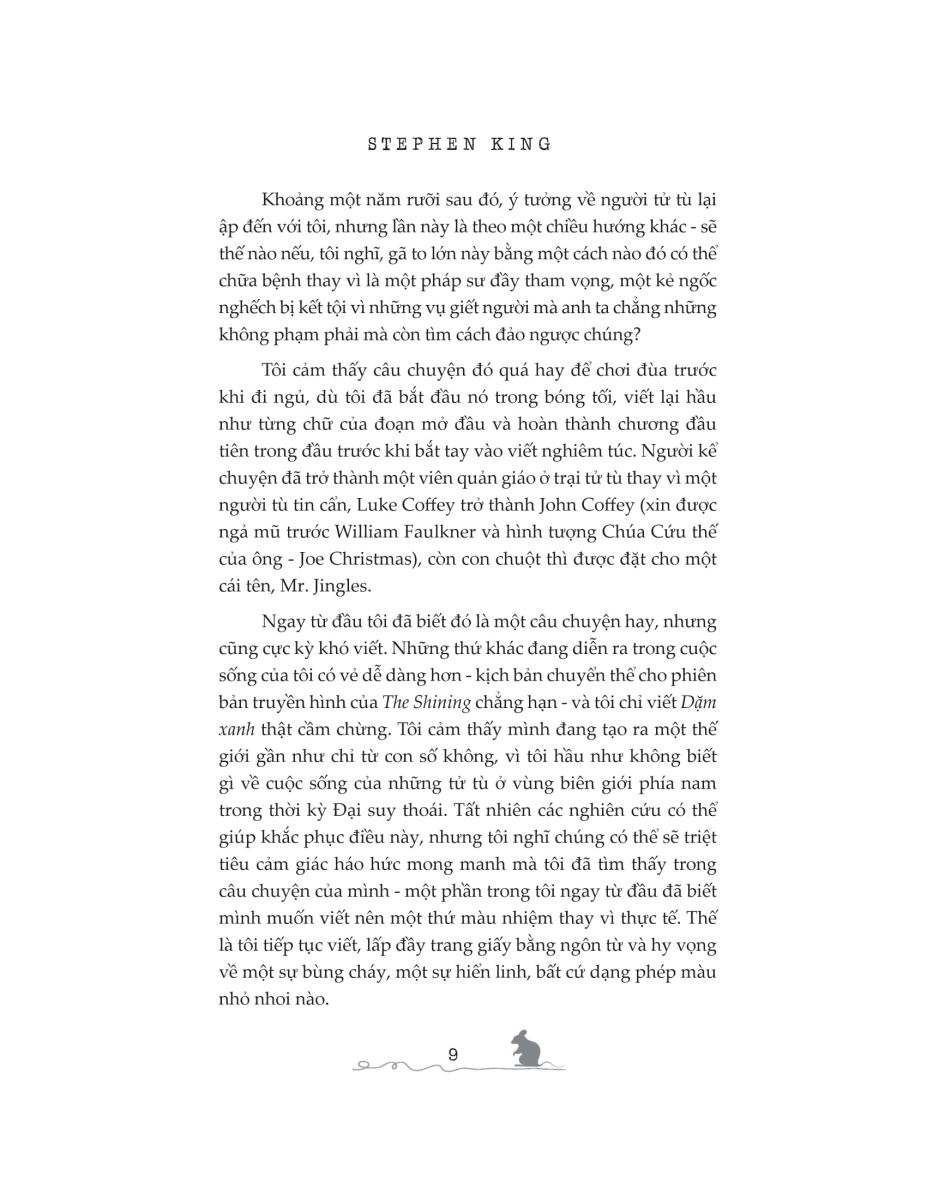 STEPHEN KING
Khoảng một năm rưỡi sau đó, ý tưởng về người tử tù lại
ập đến với tôi, nhưng lần này là theo một chiều hướng khác - sẽ
thế nào nếu, tôi nghĩ, gã to lớn này bằng một cách nào đó có thể
chữa bệnh thay vì là một pháp sư đầy tham vọng, một kẻ ngốc
nghếch bị kết tội vì những vụ giết người mà anh ta chẳng những
không phạm phải mà còn tìm cách đảo ngược chúng?
Tôi cảm thấy câu chuyện đó quá hay để chơi đùa trước
khi đi ngủ, dù tôi đã bắt đầu nó trong bóng tối, viết lại hầu
như từng chữ của đoạn mở đầu và hoàn thành chương đầu
tiên trong đầu trước khi bắt tay vào viết nghiêm túc. Người kể
chuyện đã trở thành một viên quản giáo ở trại tử tù thay vì một
người tù tin cẩn, Luke Coffey trở thành John Coffey (xin được
ngả mũ trước William Faulkner và hình tượng Chúa Cứu thế
của ông - Joe Christmas), còn con chuột thì được đặt cho một
cái tên, Mr. Jingles.
Ngay từ đầu tôi đã biết đó là một câu chuyện hay, nhưng
cũng cực kỳ khó viết. Những thứ khác đang diễn ra trong cuộc
sống của tôi có vẻ dễ dàng hơn - kịch bản chuyển thể cho phiên
bản truyền hình của The Shining chẳng hạn - và tôi chỉ viết Dặm
xanh thật cầm chừng. Tôi cảm thấy mình đang tạo ra một thế
giới gần như chỉ từ con số không, vì tôi hầu như không biết
gì về cuộc sống của những tử tù ở vùng biên giới phía nam
trong thời kỳ Đại suy thoái. Tất nhiên các nghiên cứu có thể
giúp khắc phục điều này, nhưng tôi nghĩ chúng có thể sẽ triệt
tiêu cảm giác háo hức mong manh mà tôi đã tìm thấy trong
câu chuyện của mình - một phần trong tôi ngay từ đầu đã biết
mình muốn viết nên một thứ màu nhiệm thay vì thực tế. Thế
là tôi tiếp tục viết, lấp đầy trang giấy bằng ngôn từ và hy vọng
về một sự bùng cháy, một sự hiển linh, bất cứ dạng phép màu
nhỏ nhoi nào.
9